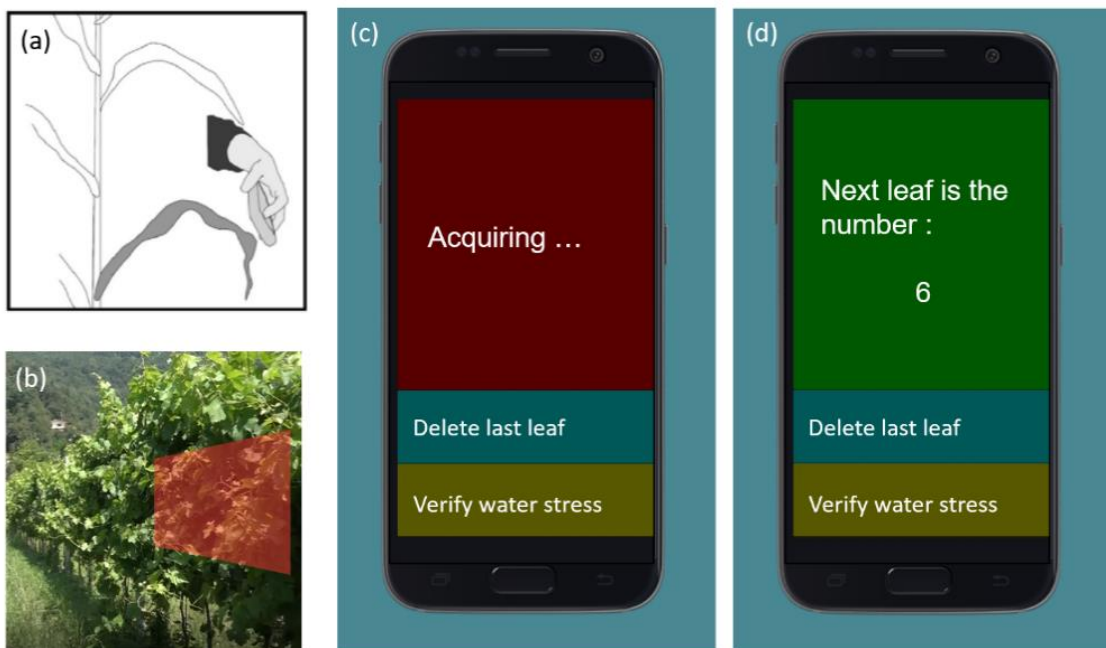 (a)
(b)
(c)
Acquiring …
Delete last leaf
Verify water stress
(d)
Next leaf is the
number :
6
Delete last leaf
Verify water stress